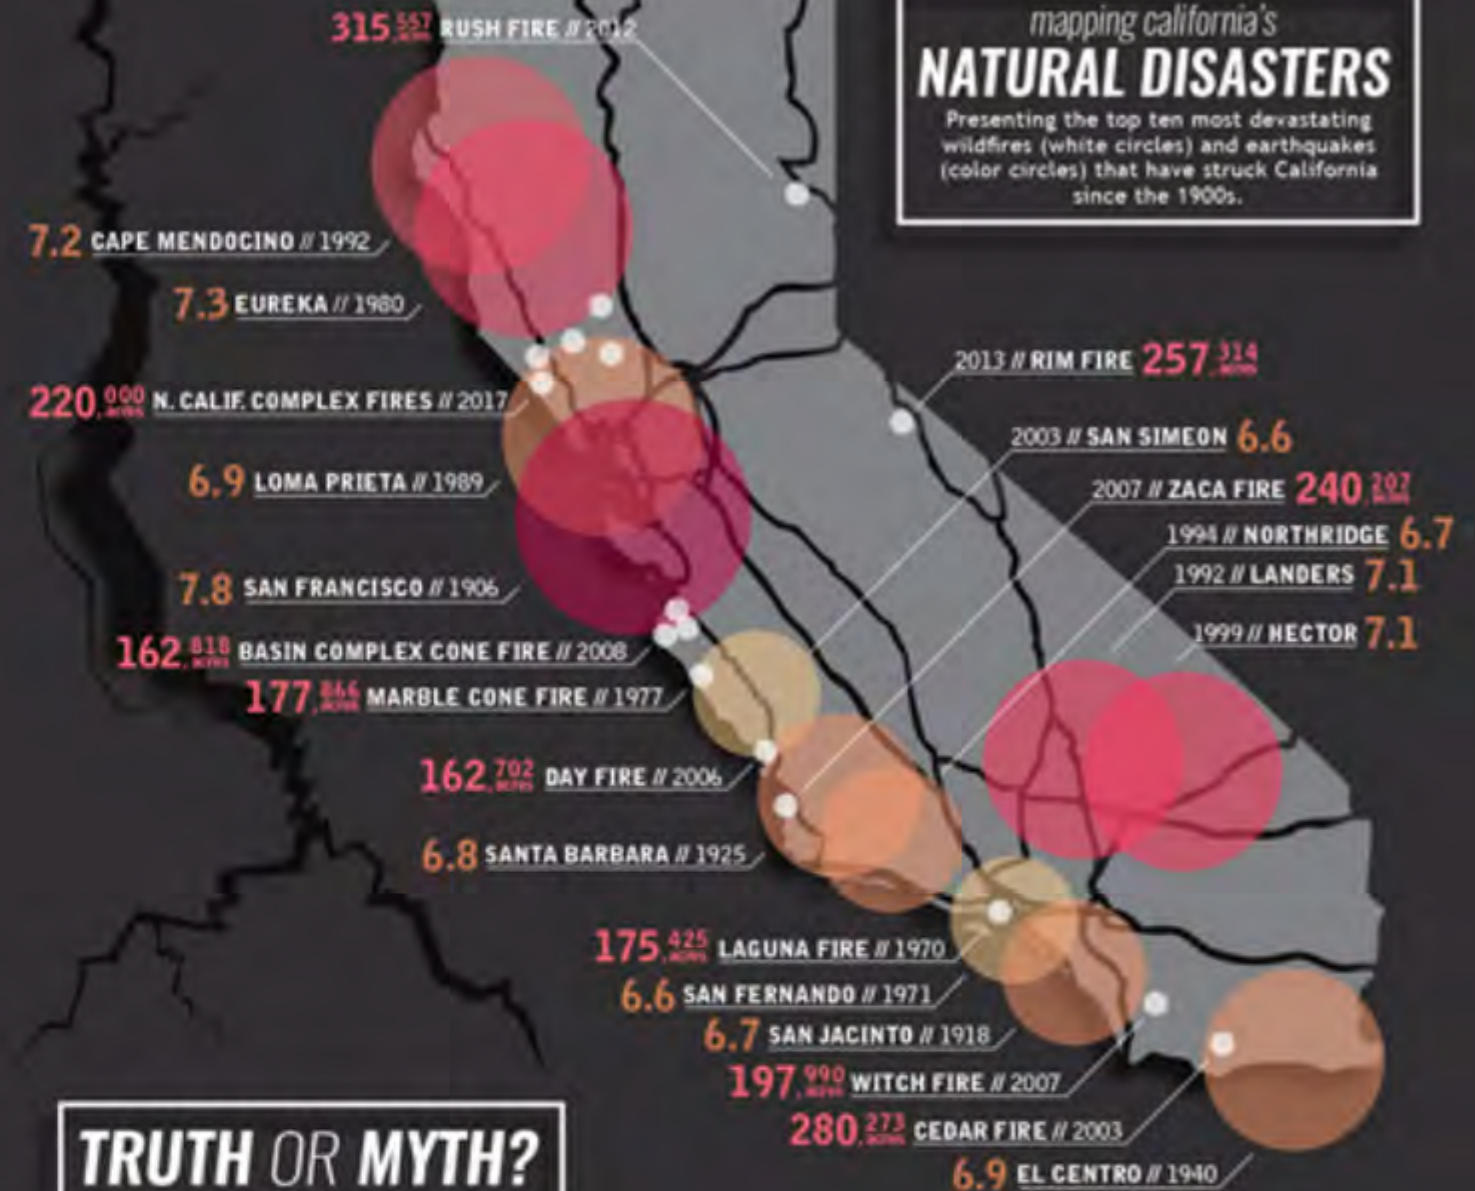 315,557 ACRES RUSH FIRE // 2012
mapping california's
NATURAL DISASTERS
Presenting the top ten most devastating
wildfires (white circles) and earthquakes
(color circles) that have struck California
since the 1900s.
7.2 CAPE MENDOCINO // 1992
7.3 EUREKA // 1980
2013 // RIM FIRE 257,314 ACRES
220,000 ACRES N. CALIF. COMPLEX FIRES // 2017
2003 // SAN SIMEON 6.6
6.9 LOMA PRIETA // 1989
2007 // ZACA FIRE 240,207 ACRES
1994 // NORTHRIDGE 6.7
7.8 SAN FRANCISCO // 1906
1992 // LANDERS 7.1
1999 // HECTOR 7.1
162,818 ACRES BASIN COMPLEX CONE FIRE // 2008
177,866 ACRES MARBLE CONE FIRE // 1977
162,702 ACRES DAY FIRE // 2006
6.8 SANTA BARBARA // 1925
175,425 ACRES LAGUNA FIRE // 1970
6.6 SAN FERNANDO // 1971
6.7 SAN JACINTO // 1918
197,990 ACRES WITCH FIRE // 2007
280,273 ACRES CEDAR FIRE // 2003
6.9 EL CENTRO // 1940
TRUTH OR MYTH?